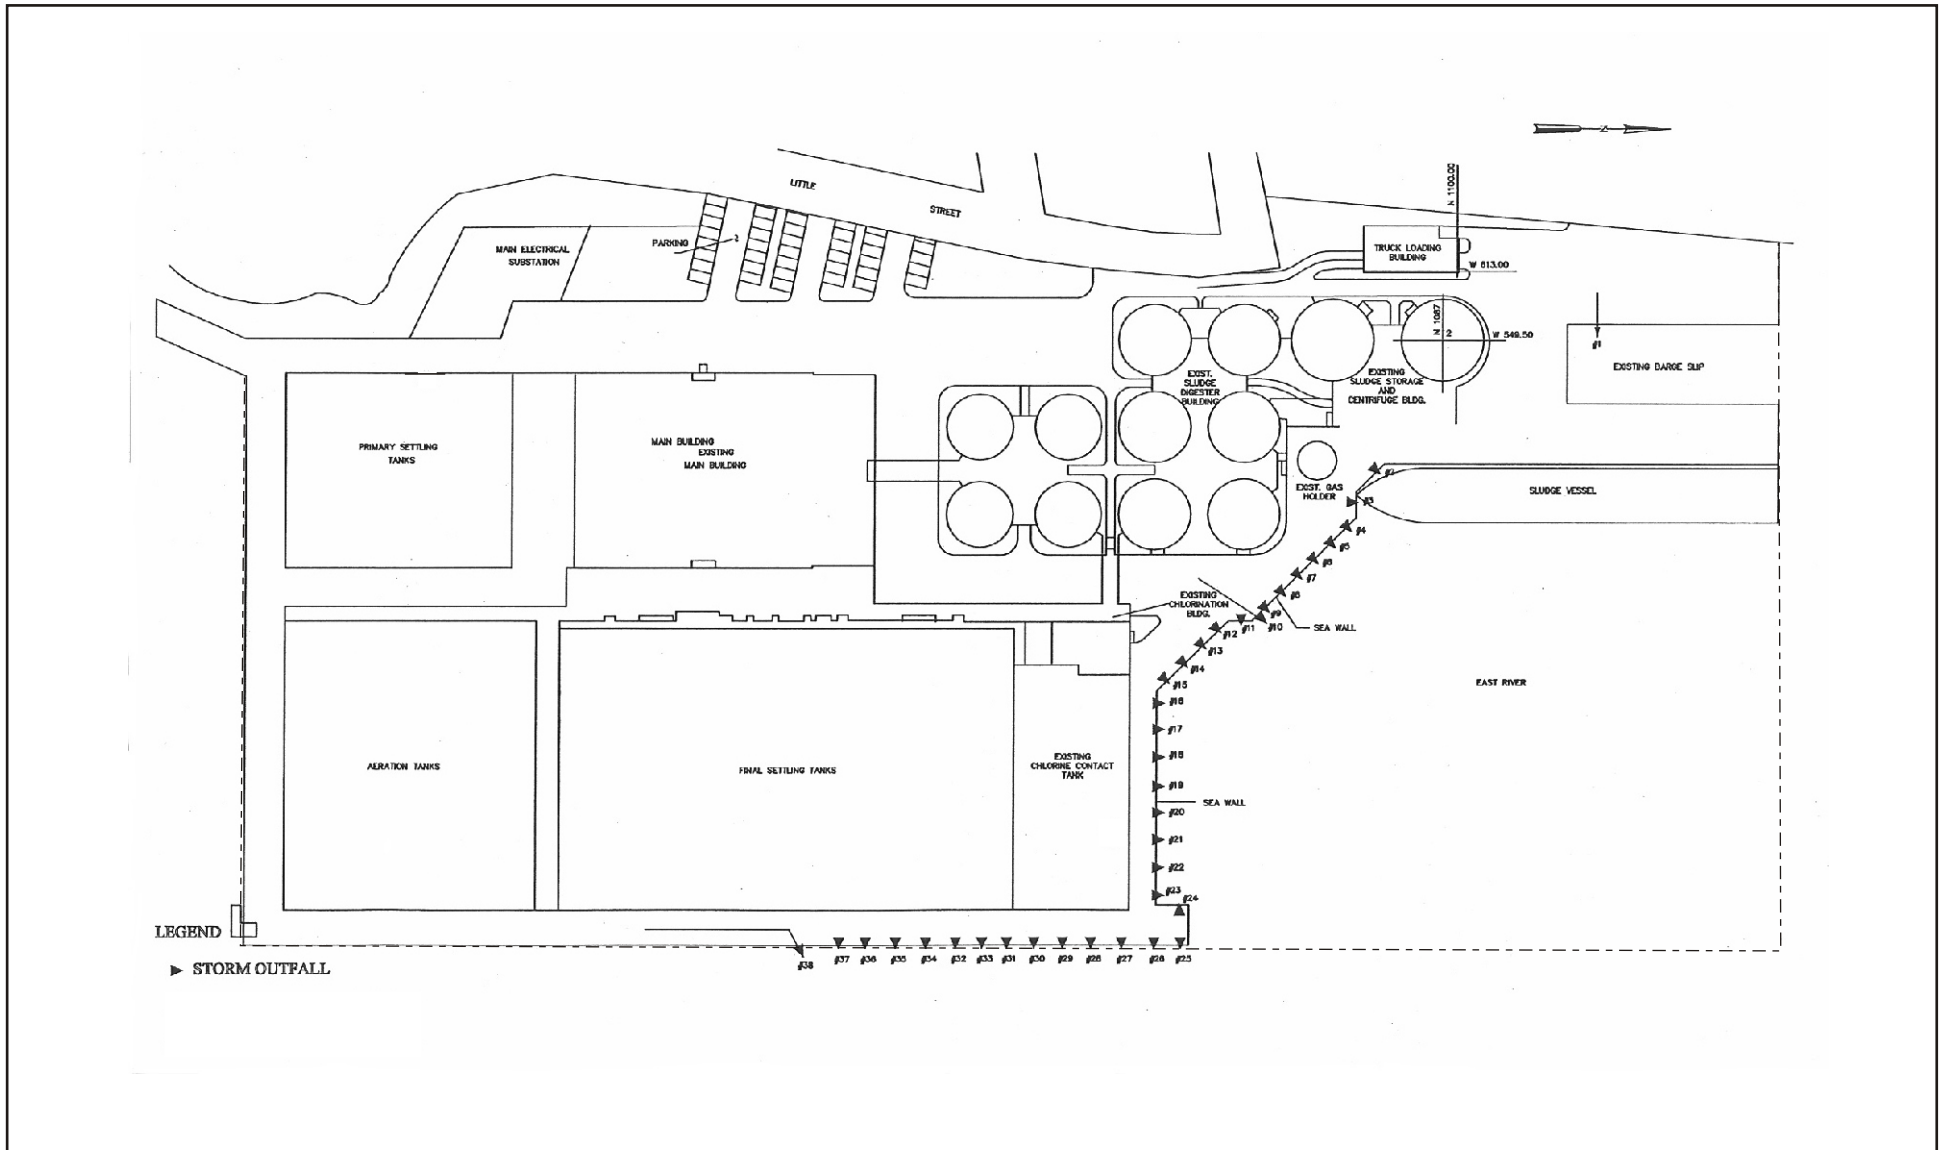 Z
N 1100.00
LITTLE
STREET
MAIN ELECTRICAL
SUBSTATION
PARKING
2
TRUCK LOADING
BUILDING
W 613.00
N 1087
2
W 549.50
#1
EXISTING BARGE SLIP
EXIST.
SLUDGE
DIGESTER
BUILDING
EXISTING
SLUDGE STORAGE
AND
CENTRIFUGE BLDG.
PRIMARY SETTLING
TANKS
MAIN BUILDING
EXISTING
MAIN BUILDING
EXIST. GAS
HOLDER
#2
SLUDGE VESSEL
#3
#4
#5
#6
#7
#8
#9
#10
#11
#12
#13
#14
#15
EXISTING
CHLORINATION
BLDG.
SEA WALL
EAST RIVER
#16
#17
#18
#19
#20
#21
#22
#23
#24
SEA WALL
AERATION TANKS
FINAL SETTLING TANKS
EXISTING
CHLORINE CONTACT
TANK
LEGEND
STORM OUTFALL
#38 #37 #36 #35 #34 #32 #33 #31 #30 #29 #28 #27 #26 #25